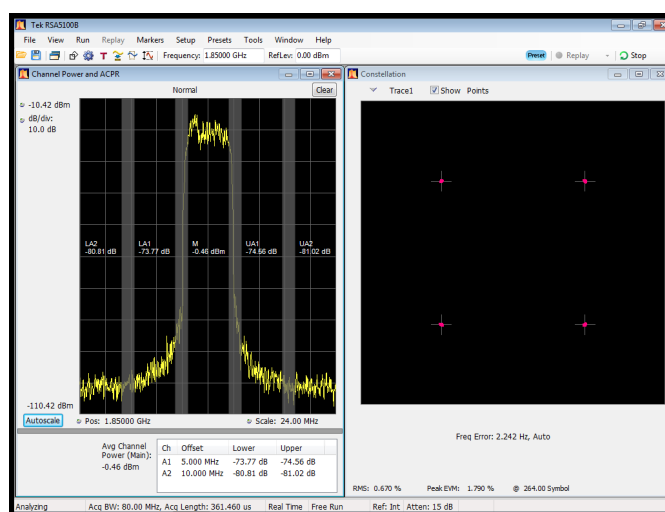 Tek RSA5100B
File View Run Replay Markers Setup Presets Tools Window Help
T Frequency: 1.85000 GHz RefLev: 0.00 dBm Preset Replay Stop
Channel Power and ACPR
Normal Clear
-10.42 dBm
dB/div:
10.0 dB
LA2 LA1 M UA1 UA2
-80.81 dB -73.77 dB -0.46 dBm -74.56 dB -81.02 dB
-110.42 dBm
Autoscale Pos: 1.85000 GHz Scale: 24.00 MHz
Avg Channel
Power (Main):
-0.46 dBm
Ch Offset Lower Upper
A1 5.000 MHz -73.77 dB -74.56 dB
A2 10.000 MHz -80.81 dB -81.02 dB
Constellation
Trace1 Show Points
Freq Error: 2.242 Hz, Auto
RMS: 0.670 % Peak EVM: 1.790 % @ 264.00 Symbol
Analyzing Acq BW: 80.00 MHz, Acq Length: 361.460 us Real Time Free Run Ref: Int Atten: 15 dB